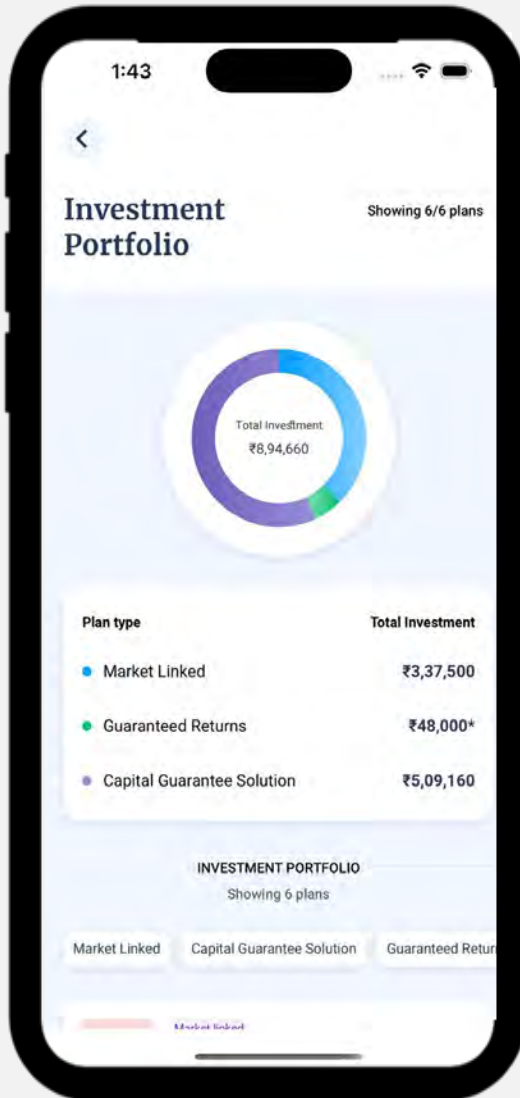 1:43
Investment
Portfolio
Showing 6/6 plans
Total Investment
₹8,94,660
Plan type Total Investment
Market Linked ₹3,37,500
Guaranteed Returns ₹48,000*
Capital Guarantee Solution ₹5,09,160
INVESTMENT PORTFOLIO
Showing 6 plans
Market Linked Capital Guarantee Solution Guaranteed Retur
Market linked